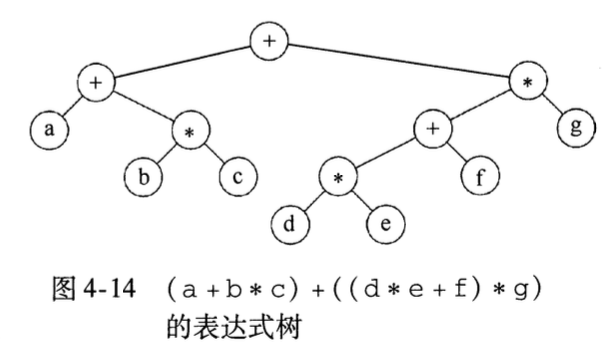 +
+ *
a * + g
b c * f
d e
图 4-14 (a+b*c)+((d*e+f)*g)
的表达式树